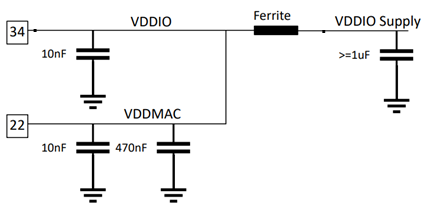 34
VDDIO
Ferrite
VDDIO Supply
10nF
>=1uF
22
VDDMAC
10nF
470nF